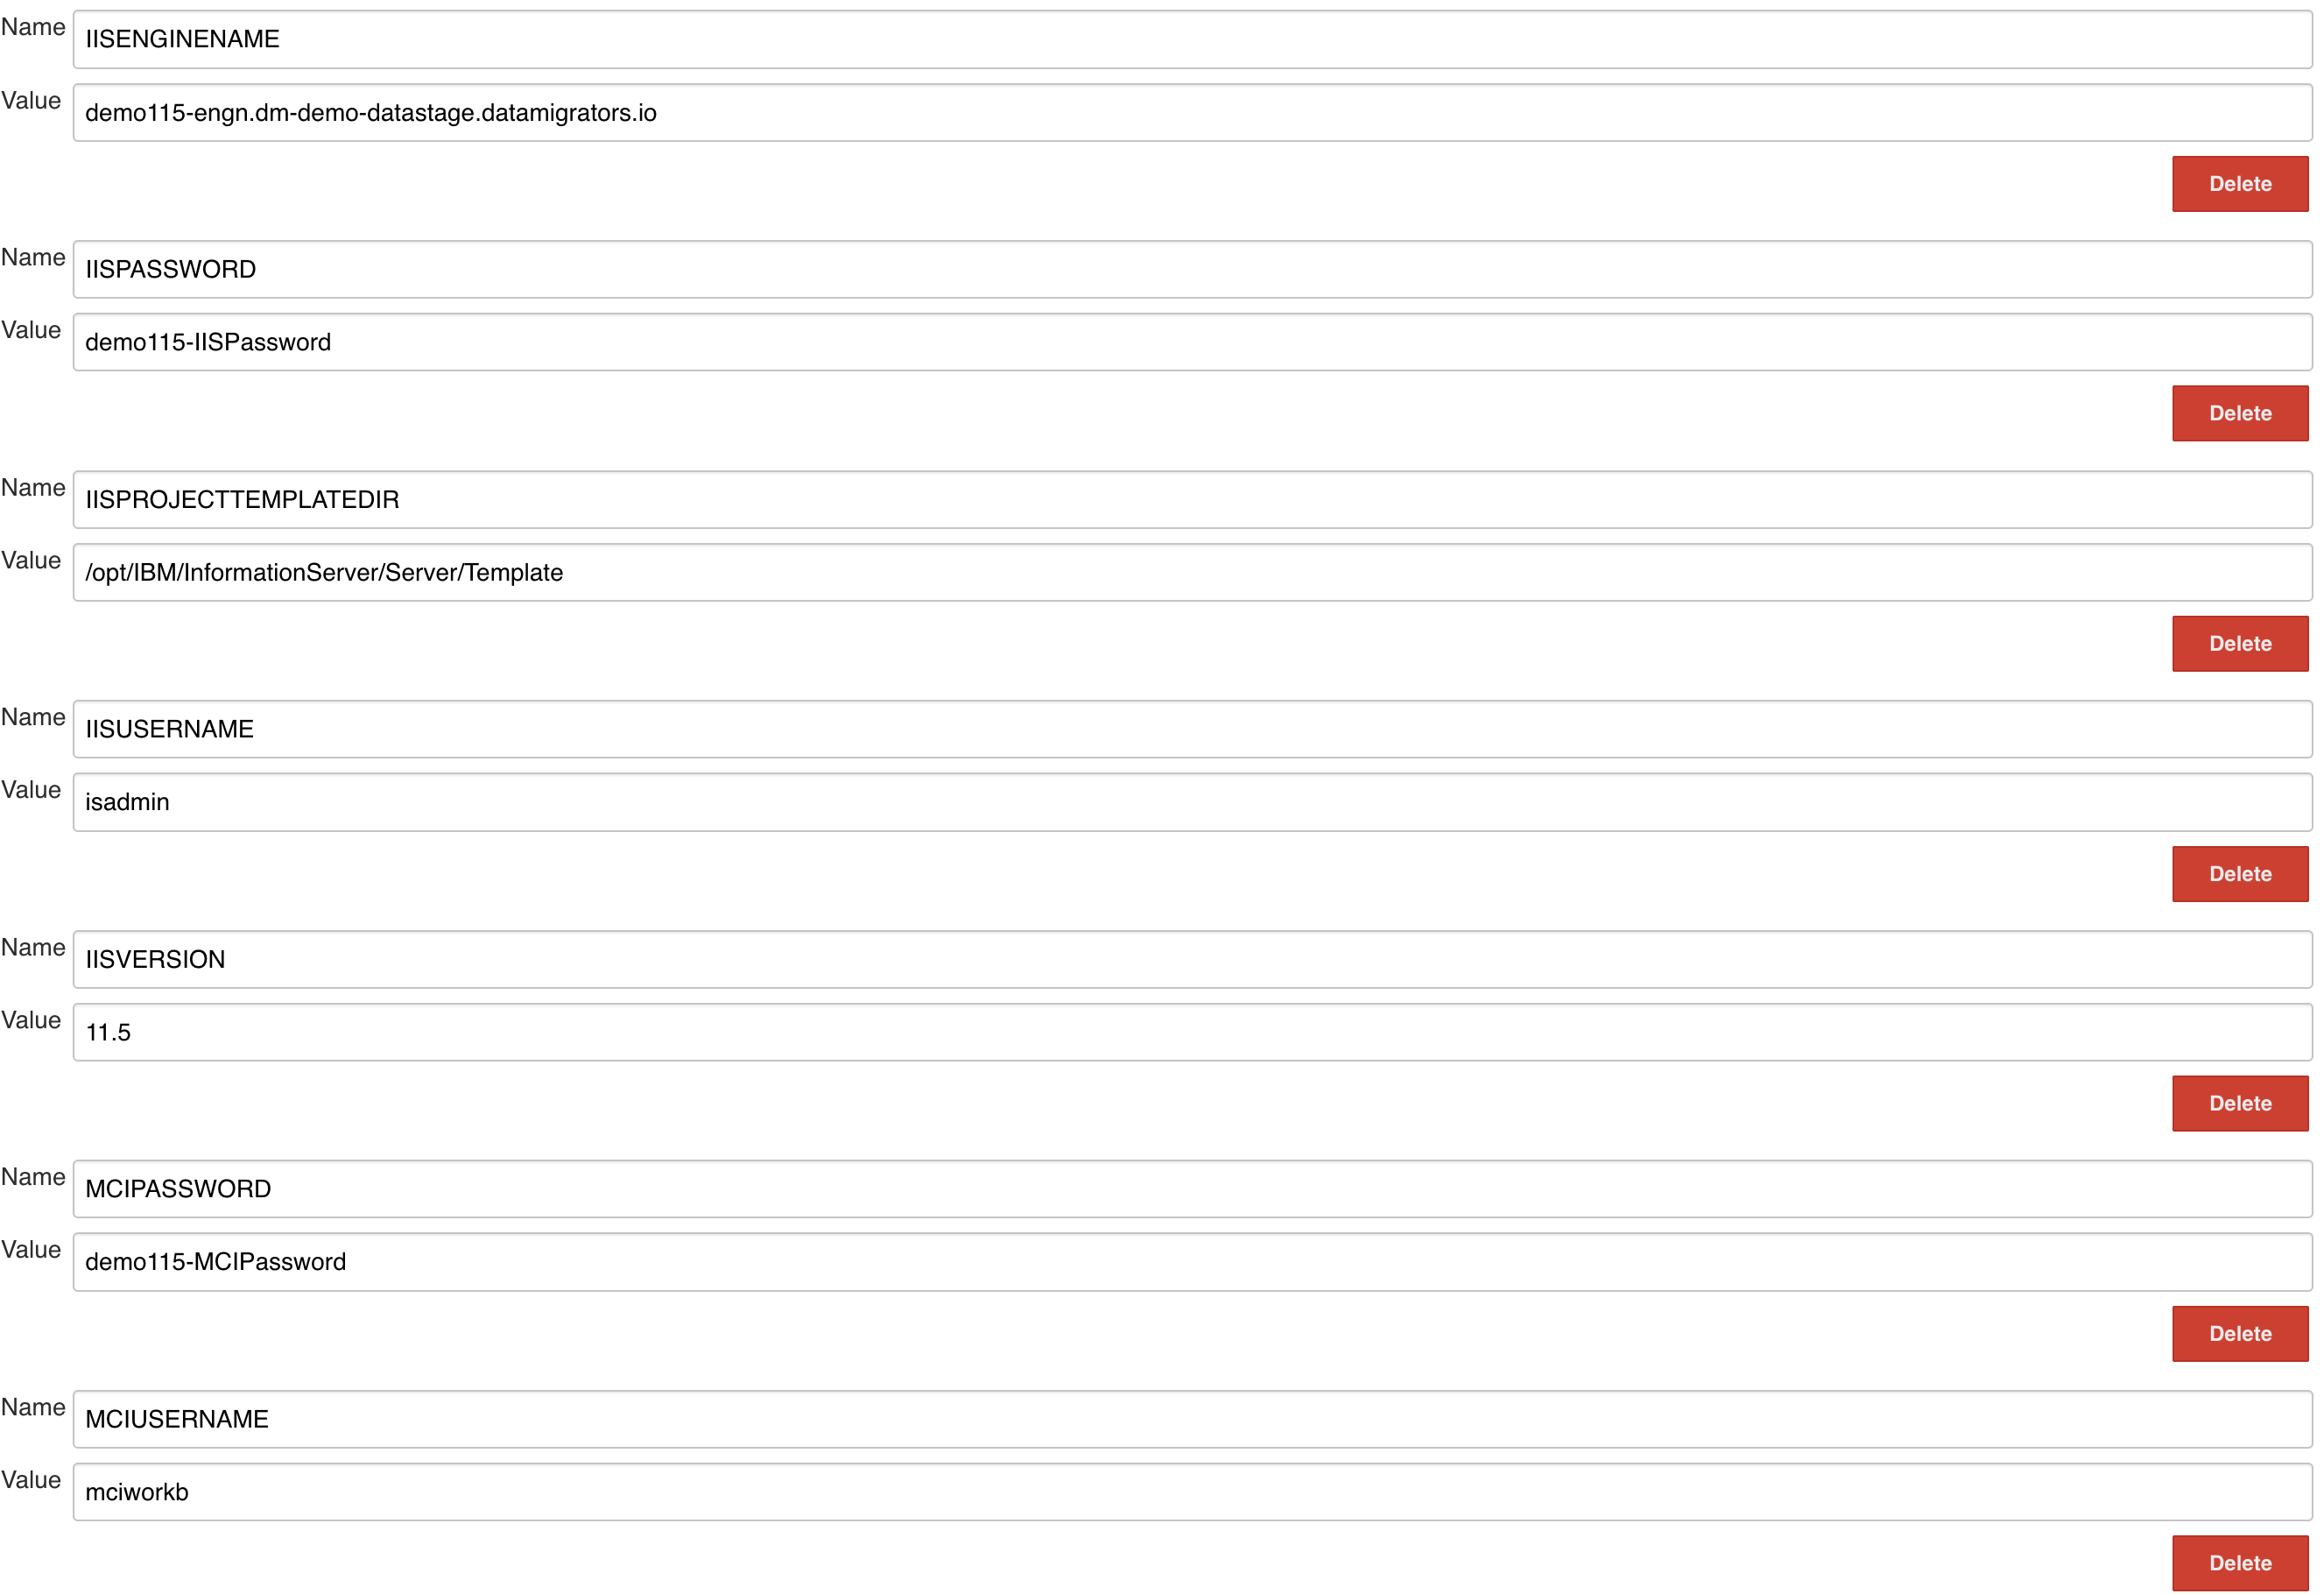 Name IISENGINENAME
Value demo115-engn.dm-demo-datastage.datamigrators.io
Delete
Name IISPASSWORD
Value demo115-IISPassword
Delete
Name IISPROJECTTEMPLATEDIR
Value /opt/IBM/InformationServer/Server/Template
Delete
Name IISUSERNAME
Value isadmin
Delete
Name IISVERSION
Value 11.5
Delete
Name MCIPASSWORD
Value demo115-MCIPassword
Delete
Name MCIUSERNAME
Value mciworkb
Delete